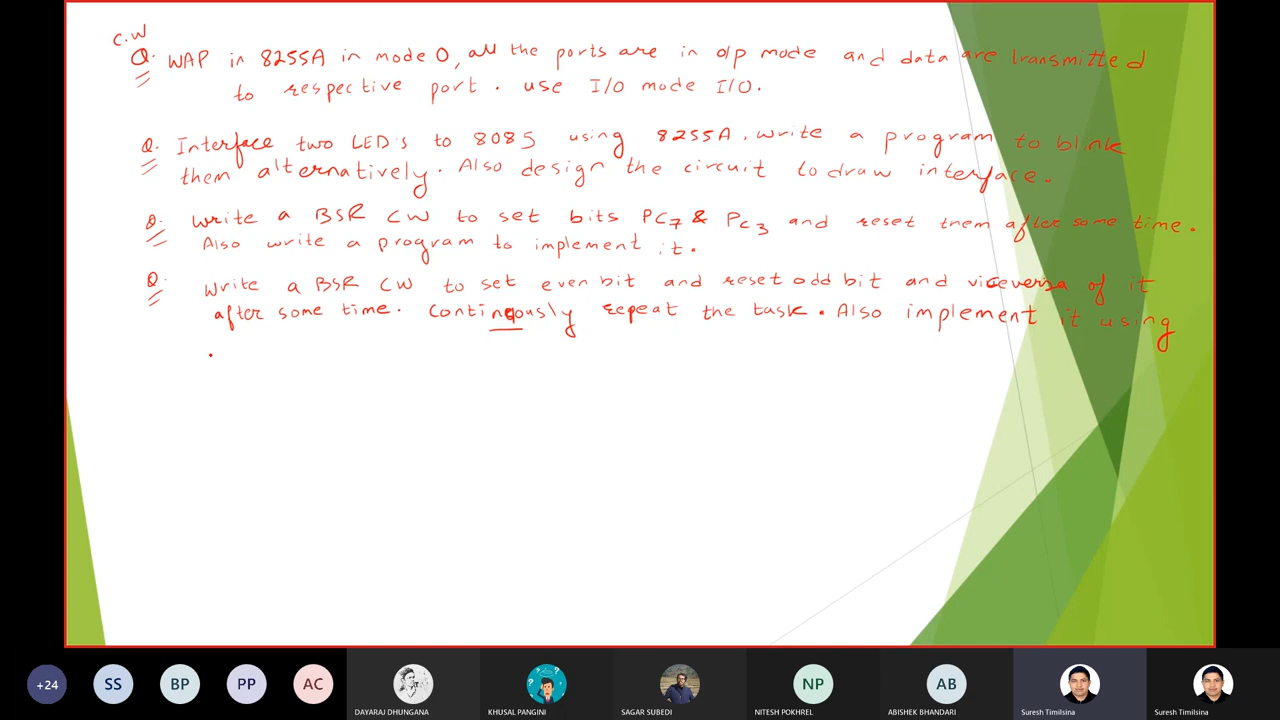 C.W
Q. WAP in 8255A in mode 0, all the ports are in o/p mode and data are transmitted
to respective port. use I/O mode I/O.
Q. Interface two LED's to 8085 using 8255A. write a program to blink
them alternatively. Also design the circuit to draw interface.
Q. Write a BSR CW to set bits PC7 & PC3 and reset them after some time.
Also write a program to implement it.
Q. Write a BSR CW to set even bit and reset odd bit and viceversa of it
after some time. Continuously repeat the task. Also implement it using
+24 SS BP PP AC NP AB
DAYARAJ DHUNGANA KHUSAL PANGINI SAGAR SUBEDI NITESH POKHREL ABISHEK BHANDARI Suresh Timilsina Suresh Timilsina